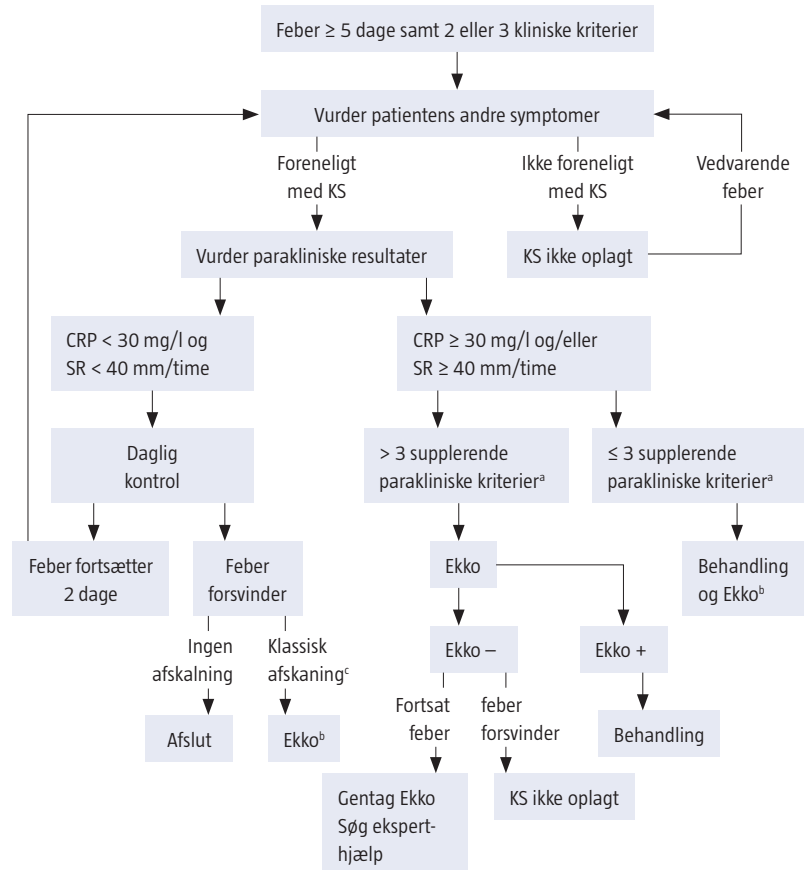 Feber ≥ 5 dage samt 2 eller 3 kliniske kriterier
Vurder patientens andre symptomer
Foreneligt
med KS
Ikke foreneligt
med KS
Vedvarende
feber
Vurder parakliniske resultater
KS ikke oplagt
CRP < 30 mg/l og
SR < 40 mm/time
CRP ≥ 30 mg/l og/eller
SR ≥ 40 mm/time
Daglig
kontrol
> 3 supplerende
parakliniske kriterierᵃ
≤ 3 supplerende
parakliniske kriterierᵃ
Feber fortsætter
2 dage
Feber
forsvinder
Ekko
Behandling
og Ekkoᵇ
Ingen
afskalning
Klassisk
afskaningᶜ
Ekko –
Ekko +
Afslut
Ekkoᵇ
Fortsat
feber
feber
forsvinder
Behandling
Gentag Ekko
Søg ekspert-
hjælp
KS ikke oplagt